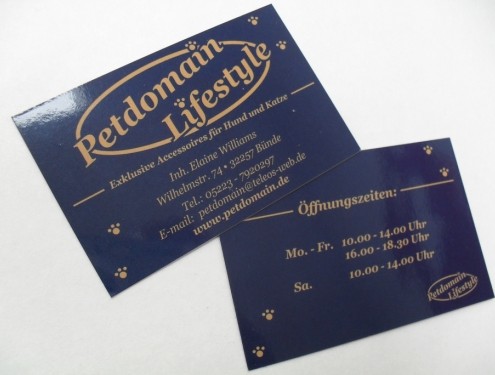 Petdomain
Lifestyle
Exklusive Accessoires für Hund und Katze
Inh. Elaine Williams
Wilhelmstr. 74 • 32257 Bünde
Tel.: 05223 - 7920297
E-mail: petdomain@teleos-web.de
www.petdomain.de
Öffnungszeiten:
Mo. - Fr. 10.00 - 14.00 Uhr
16.00 - 18.30 Uhr
Sa. 10.00 - 14.00 Uhr
Petdomain
Lifestyle